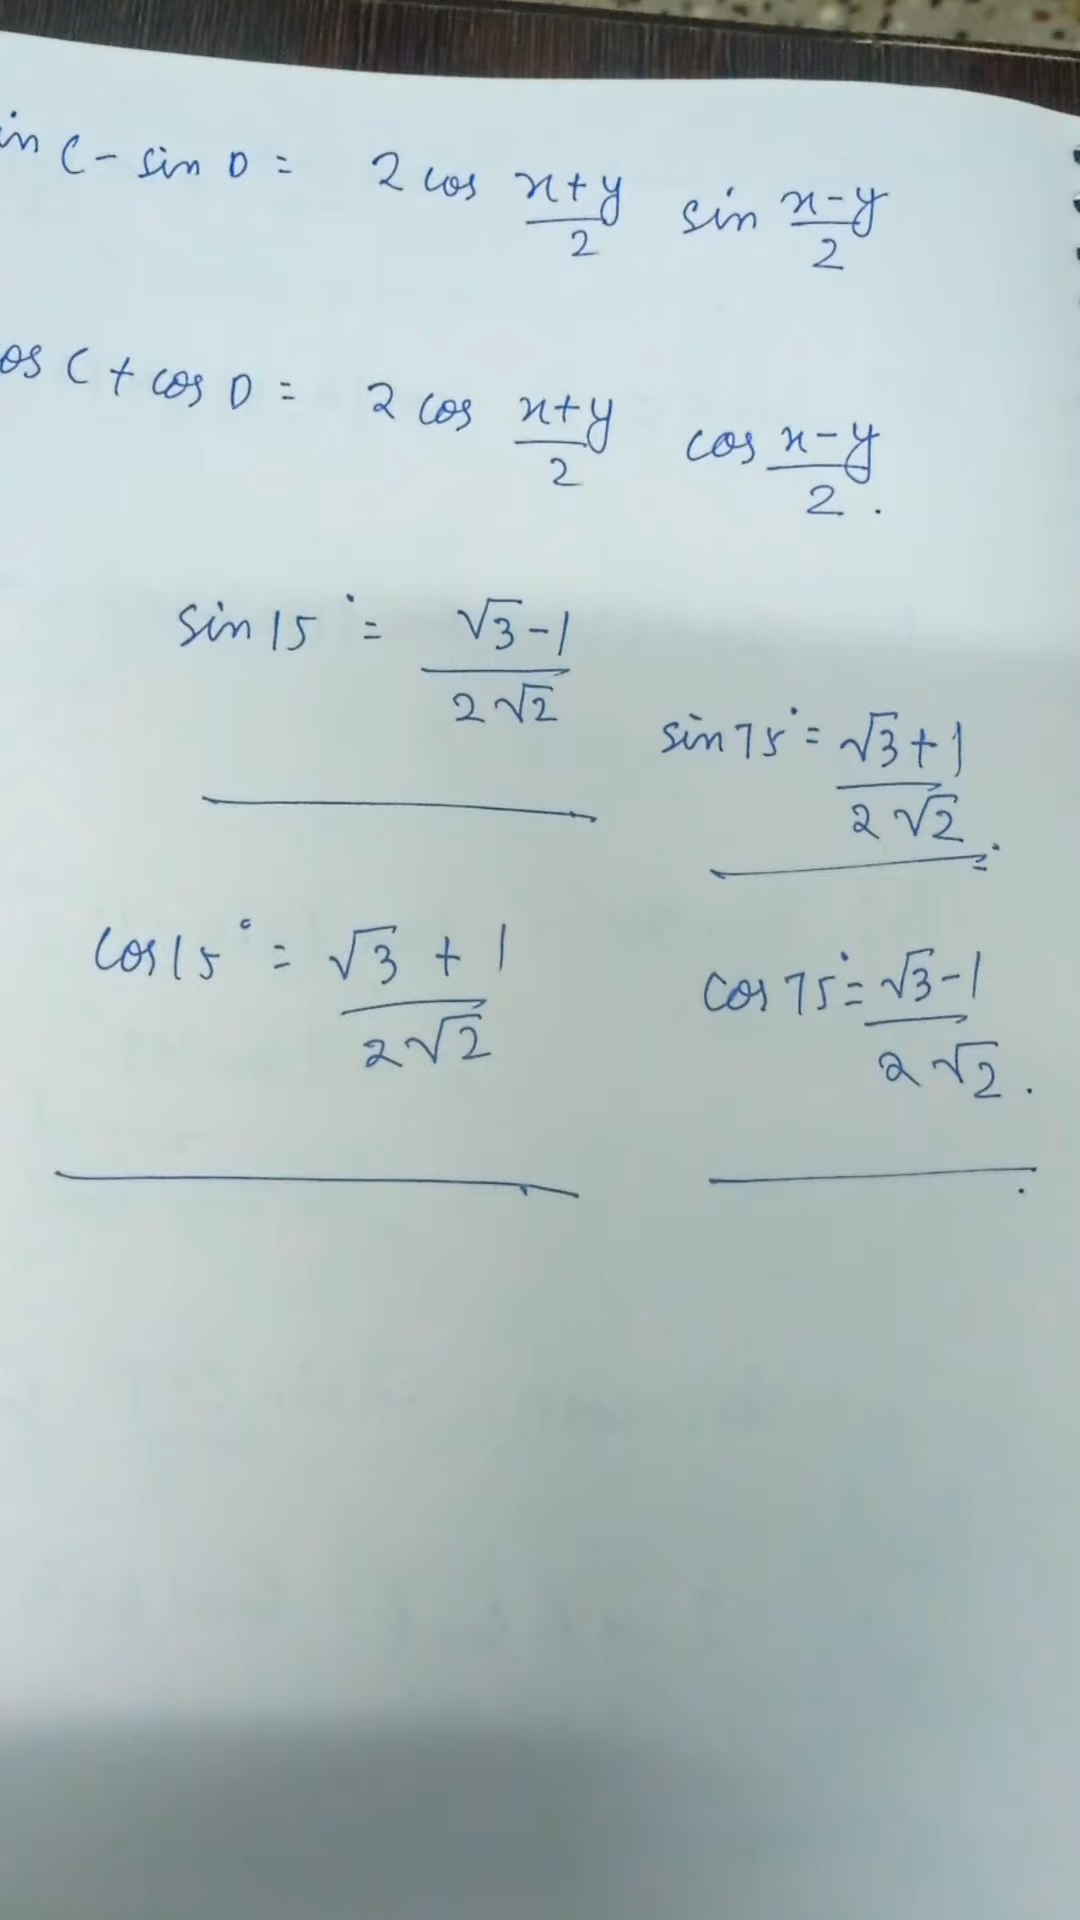 in C - sin D = 2 cos x+y/2 sin x-y/2
os C + cos D = 2 cos x+y/2 cos x-y/2.
sin 15° = √3-1/2√2
sin 75° = √3+1/2√2.
cos 15° = √3+1/2√2
cos 75° = √3-1/2√2.